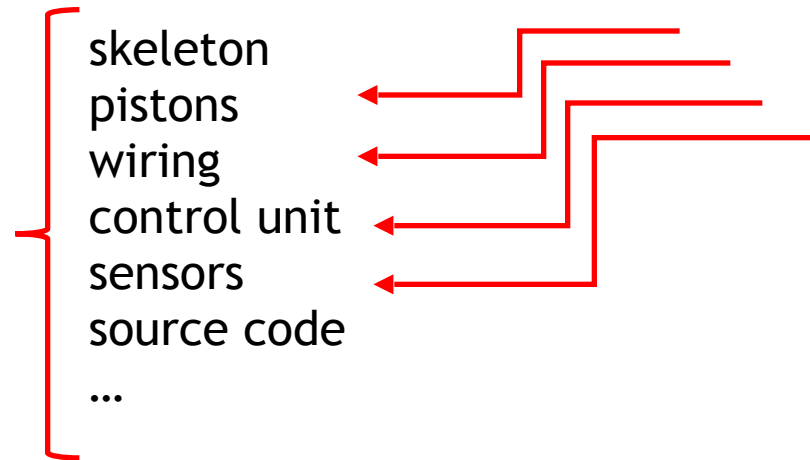 skeleton
pistons
wiring
control unit
sensors
source code
…